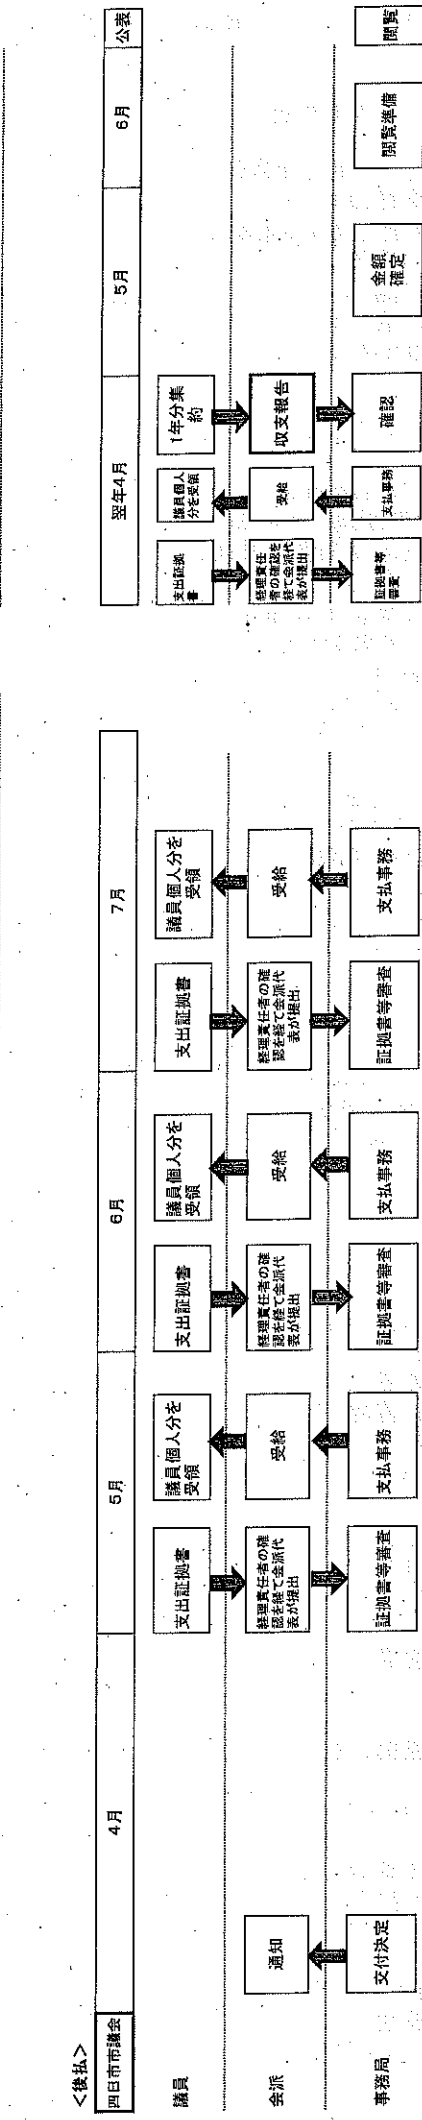 <後払>
四日市市議会
4月
5月
6月
7月
翌年4月
5月
6月
公表
議員
支出証拠書
議員個人分を
受領
支出証拠書
議員個人分を
受領
支出証拠書
議員個人分を
受領
支出証拠
書
議員個人
分を受領
1年分集
約
会派
通知
経理責任者の確
認を経て会派代
表が提出
受給
経理責任者の確
認を経て会派代
表が提出
受給
経理責任者の確
認を経て会派代
表が提出
受給
経理責任
者の確認を
経て会派代
表が提出
受給
収支報告
事務局
交付決定
証拠書等審査
支払事務
証拠書等審査
支払事務
証拠書等審査
支払事務
証拠書等
審査
支払事務
確認
金額
確定
閲覧準備
閲覧